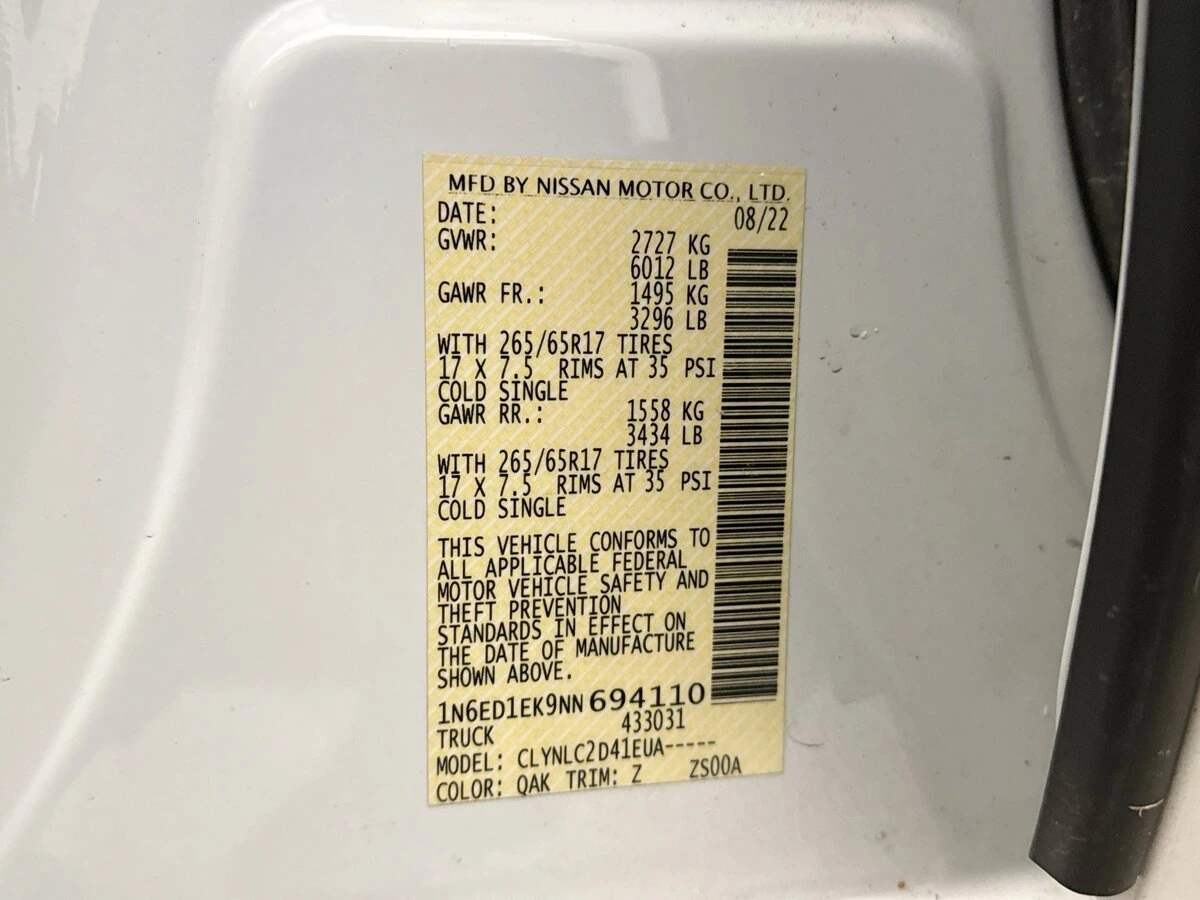 MFD BY NISSAN MOTOR CO., LTD.
DATE: 08/22
GVWR: 2727 KG
6012 LB
GAWR FR.: 1495 KG
3296 LB
WITH 265/65R17 TIRES
17 X 7.5 RIMS AT 35 PSI
COLD SINGLE
GAWR RR.: 1558 KG
3434 LB
WITH 265/65R17 TIRES
17 X 7.5 RIMS AT 35 PSI
COLD SINGLE
THIS VEHICLE CONFORMS TO
ALL APPLICABLE FEDERAL
MOTOR VEHICLE SAFETY AND
THEFT PREVENTION
STANDARDS IN EFFECT ON
THE DATE OF MANUFACTURE
SHOWN ABOVE.
1N6ED1EK9NN694110
TRUCK 433031
MODEL: CLYNLC2D41EUA-----
COLOR: QAK TRIM: Z ZS00A